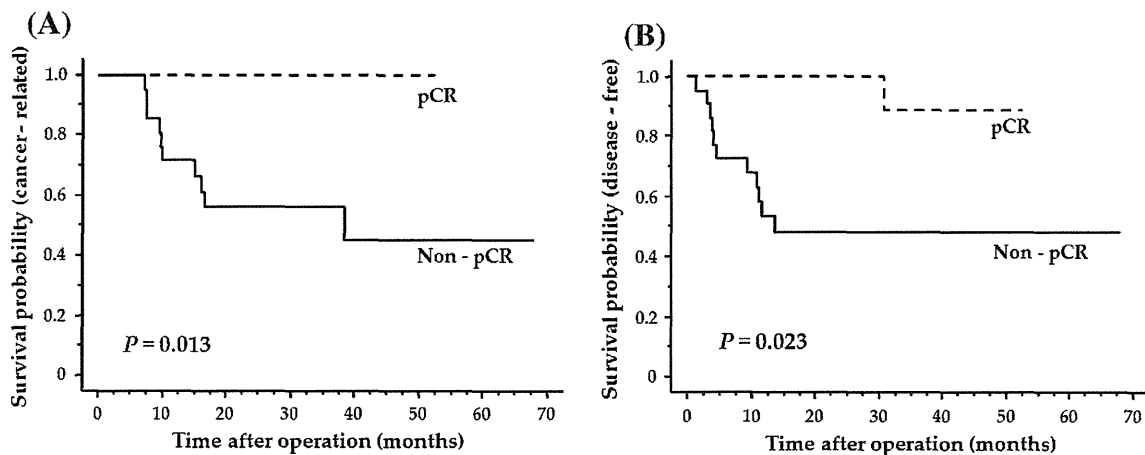 (A)
Survival probability (cancer- related)
1.0
0.8
0.6
0.4
0.2
0
pCR
Non - pCR
P = 0.013
0 10 20 30 40 50 60 70
Time after operation (months)
(B)
Survival probability (disease - free)
1.0
0.8
0.6
0.4
0.2
0
pCR
Non - pCR
P = 0.023
0 10 20 30 40 50 60 70
Time after operation (months)